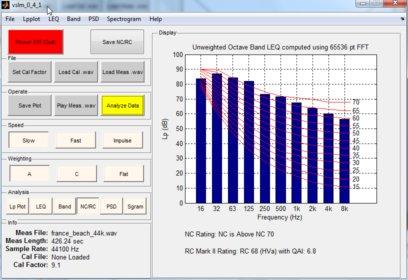 vslm_0_4_1
File Lpplot LEQ Band PSD Spectrogram Help
Save NC/RC
File
Set Cal Factor Load Cal .wav Load Meas. .wav
Operate
Save Plot Play Meas. .wav Analyze Data
Speed
Slow Fast Impulse
Weighting
A C Flat
Analysis
Lp Plot LEQ Band NC/RC PSD Sgram
Info
Meas File: france_beach_44k.wav
Meas Length: 426.24 sec
Sample Rate: 44100 Hz
Cal File: None Loaded
Cal Factor: 9.1
Display
Unweighted Octave Band LEQ computed using 65536 pt FFT
Lp (dB)
100
90
80
70
60
50
40
30
20
10
0
70
65
60
55
50
45
40
35
30
25
20
15
16 32 63 125 250 500 1k 2k 4k 8k
Frequency (Hz)
NC Rating: NC is Above NC 70
RC Mark II Rating: RC 68 (HVa) with QAI: 6.8